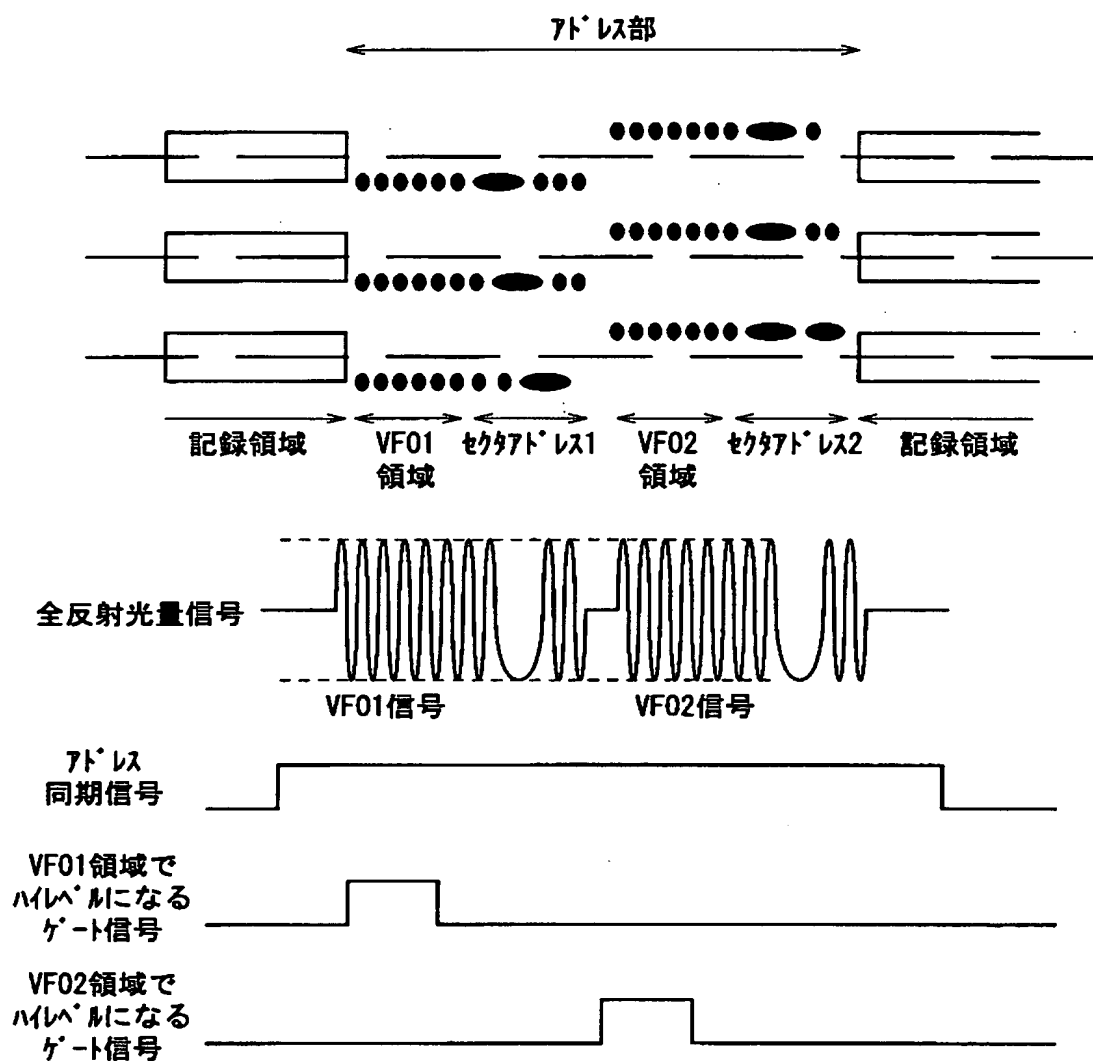 ｱﾄﾞﾚｽ部
記録領域
VFO1
領域
ｾｸﾀｱﾄﾞﾚｽ1
VFO2
領域
ｾｸﾀｱﾄﾞﾚｽ2
記録領域
全反射光量信号
VFO1信号
VFO2信号
ｱﾄﾞﾚｽ
同期信号
VFO1領域で
ﾊｲﾚﾍﾞﾙになる
ｹﾞｰﾄ信号
VFO2領域で
ﾊｲﾚﾍﾞﾙになる
ｹﾞｰﾄ信号